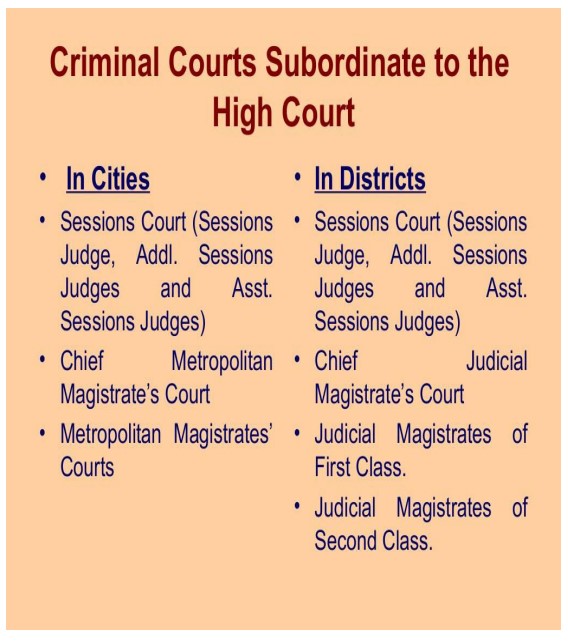 Criminal Courts Subordinate to the
High Court
• In Cities
• Sessions Court (Sessions
Judge, Addl. Sessions
Judges and Asst.
Sessions Judges)
• Chief Metropolitan
Magistrate's Court
• Metropolitan Magistrates'
Courts
• In Districts
• Sessions Court (Sessions
Judge, Addl. Sessions
Judges and Asst.
Sessions Judges)
• Chief Judicial
Magistrate's Court
• Judicial Magistrates of
First Class.
• Judicial Magistrates of
Second Class.